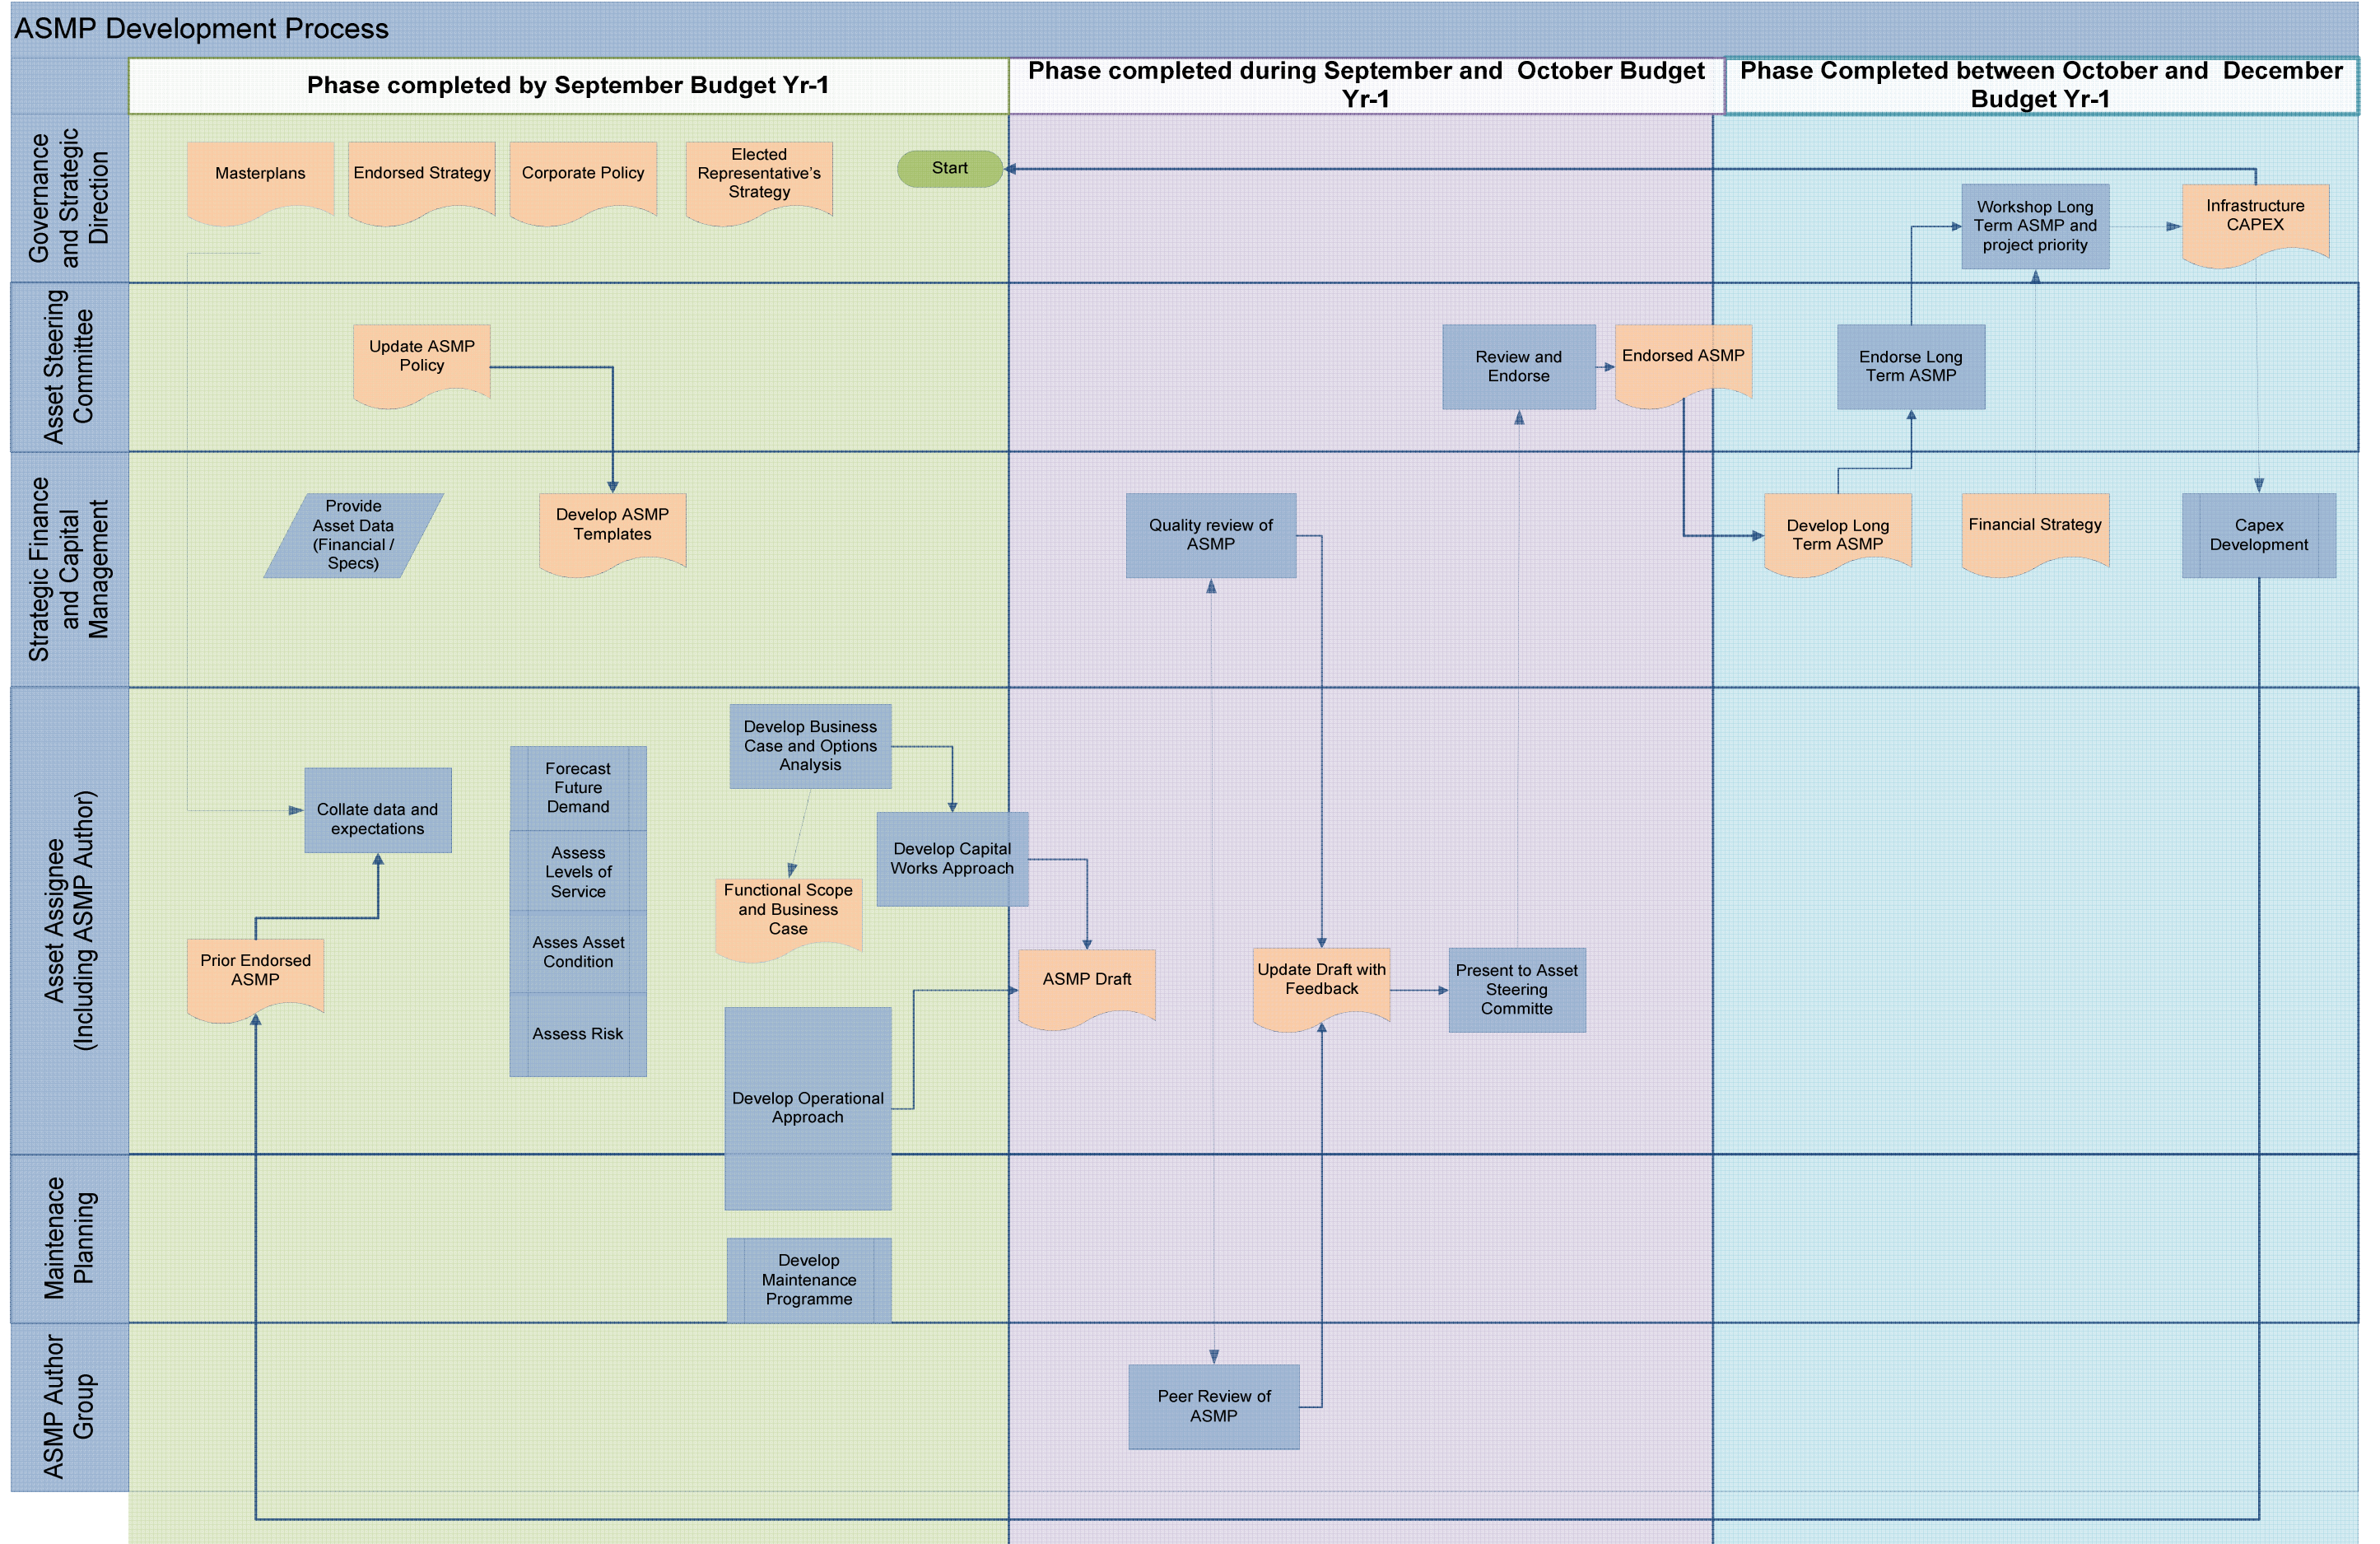 ASMP Development Process
Phase completed by September Budget Yr-1
Phase completed during September and  October Budget
Yr-1
Phase Completed between October and  December
Budget Yr-1
Governance
and Strategic
Direction
Masterplans
Endorsed Strategy
Corporate Policy
Elected
Representative’s
Strategy
Start
Workshop Long
Term ASMP and
project priority
Infrastructure
CAPEX
Asset Steering
Committee
Update ASMP
Policy
Review and
Endorse
Endorsed ASMP
Endorse Long
Term ASMP
Strategic Finance
and Capital
Management
Provide
Asset Data
(Financial /
Specs)
Develop ASMP
Templates
Quality review of
ASMP
Develop Long
Term ASMP
Financial Strategy
Capex
Development
Asset Assignee
(Including ASMP Author)
Collate data and
expectations
Prior Endorsed
ASMP
Forecast
Future
Demand
Assess
Levels of
Service
Asses Asset
Condition
Assess Risk
Develop Business
Case and Options
Analysis
Develop Capital
Works Approach
Functional Scope
and Business
Case
Develop Operational
Approach
ASMP Draft
Update Draft with
Feedback
Present to Asset
Steering
Committe
Maintenace
Planning
Develop
Maintenance
Programme
ASMP Author
Group
Peer Review of
ASMP